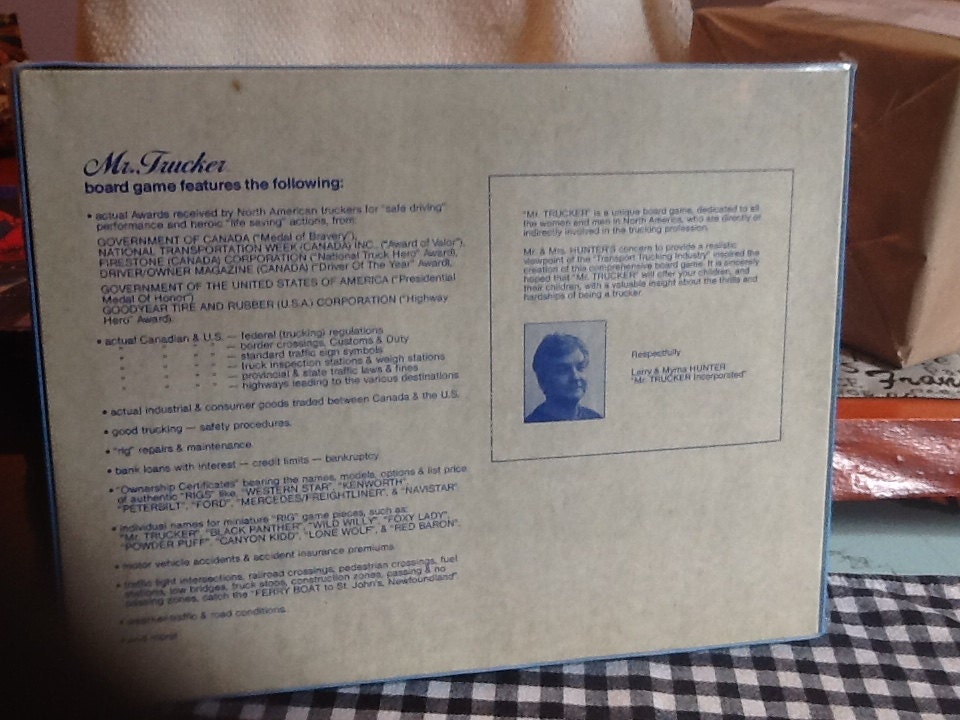 Mr. Trucker
board game features the following:
• actual Awards received by North American truckers for "safe driving"
performance and heroic "life saving" actions, from:
GOVERNMENT OF CANADA ("Medal of Bravery"),
NATIONAL TRANSPORTATION WEEK (CANADA) INC., ("Award of Valor"),
FIRESTONE (CANADA) CORPORATION ("National Truck Hero" Award),
DRIVER/OWNER MAGAZINE (CANADA) ("Driver Of The Year" Award),
GOVERNMENT OF THE UNITED STATES OF AMERICA ("Presidential
Medal Of Honor")
GOODYEAR TIRE AND RUBBER (U.S.A.) CORPORATION ("Highway
Hero" Award).
• actual Canadian & U.S. — federal (trucking) regulations
" " " — border crossings, Customs & Duty
" " " — standard traffic sign symbols
" " " — truck inspection stations & weigh stations
" " " — provincial & state traffic laws & fines
" " " — highways leading to the various destinations
• actual industrial & consumer goods traded between Canada & the U.S.
• good trucking — safety procedures.
• "rig" repairs & maintenance
• bank loans with interest — credit limits — bankruptcy
• "Ownership Certificates" bearing the names, models, options & list price
of authentic "RIGS" like, "WESTERN STAR", "KENWORTH",
"PETERBILT", "FORD", "MERCEDES/FREIGHTLINER", & "NAVISTAR".
• individual names for miniature "RIG" game pieces, such as:
"Mr. TRUCKER", "BLACK PANTHER", "WILD WILLY", "FOXY LADY",
"POWDER PUFF", "CANYON KIDD", "LONE WOLF", & "RED BARON".
• motor vehicle accidents & accident insurance premiums
• traffic light intersections, railroad crossings, pedestrian crossings, fuel
stations, low bridges, truck stops, construction zones, passing & no
passing zones, catch the "FERRY BOAT to St. John's, Newfoundland".
• weather/traffic & road conditions.
• and more!
"Mr. TRUCKER" is a unique board game, dedicated to all
the women and men in North America, who are directly or
indirectly involved in the trucking profession.
Mr. & Mrs. HUNTER'S concern to provide a realistic
viewpoint of the "Transport Trucking Industry" inspired the
creation of this comprehensive board game. It is sincerely
hoped that "Mr. TRUCKER" will offer your children, and
their children, with a valuable insight about the thrills and
hardships of being a trucker.
Respectfully
Larry & Myrna HUNTER
"Mr. TRUCKER Incorporated"